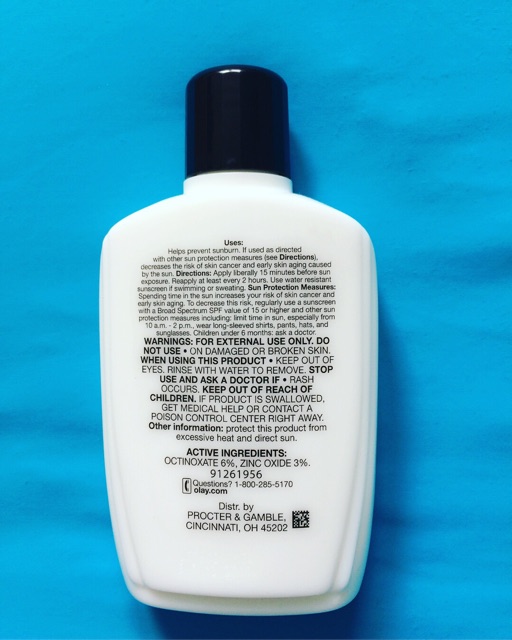 Uses:
Helps prevent sunburn. If used as directed
with other sun protection measures (see Directions),
decreases the risk of skin cancer and early skin aging caused
by the sun. Directions: Apply liberally 15 minutes before sun
exposure. Reapply at least every 2 hours. Use water resistant
sunscreen if swimming or sweating. Sun Protection Measures:
Spending time in the sun increases your risk of skin cancer and
early skin aging. To decrease this risk, regularly use a sunscreen
with a Broad Spectrum SPF value of 15 or higher and other sun
protection measures including: limit time in sun, especially from
10 a.m. - 2 p.m., wear long-sleeved shirts, pants, hats, and
sunglasses. Children under 6 months: ask a doctor.
WARNINGS: FOR EXTERNAL USE ONLY. DO
NOT USE • ON DAMAGED OR BROKEN SKIN.
WHEN USING THIS PRODUCT • KEEP OUT OF
EYES. RINSE WITH WATER TO REMOVE. STOP
USE AND ASK A DOCTOR IF • RASH
OCCURS. KEEP OUT OF REACH OF
CHILDREN. IF PRODUCT IS SWALLOWED,
GET MEDICAL HELP OR CONTACT A
POISON CONTROL CENTER RIGHT AWAY.
Other information: protect this product from
excessive heat and direct sun.
ACTIVE INGREDIENTS:
OCTINOXATE 6%, ZINC OXIDE 3%.
91261956
Questions? 1-800-285-5170
olay.com
Distr. by
PROCTER & GAMBLE,
CINCINNATI, OH 45202